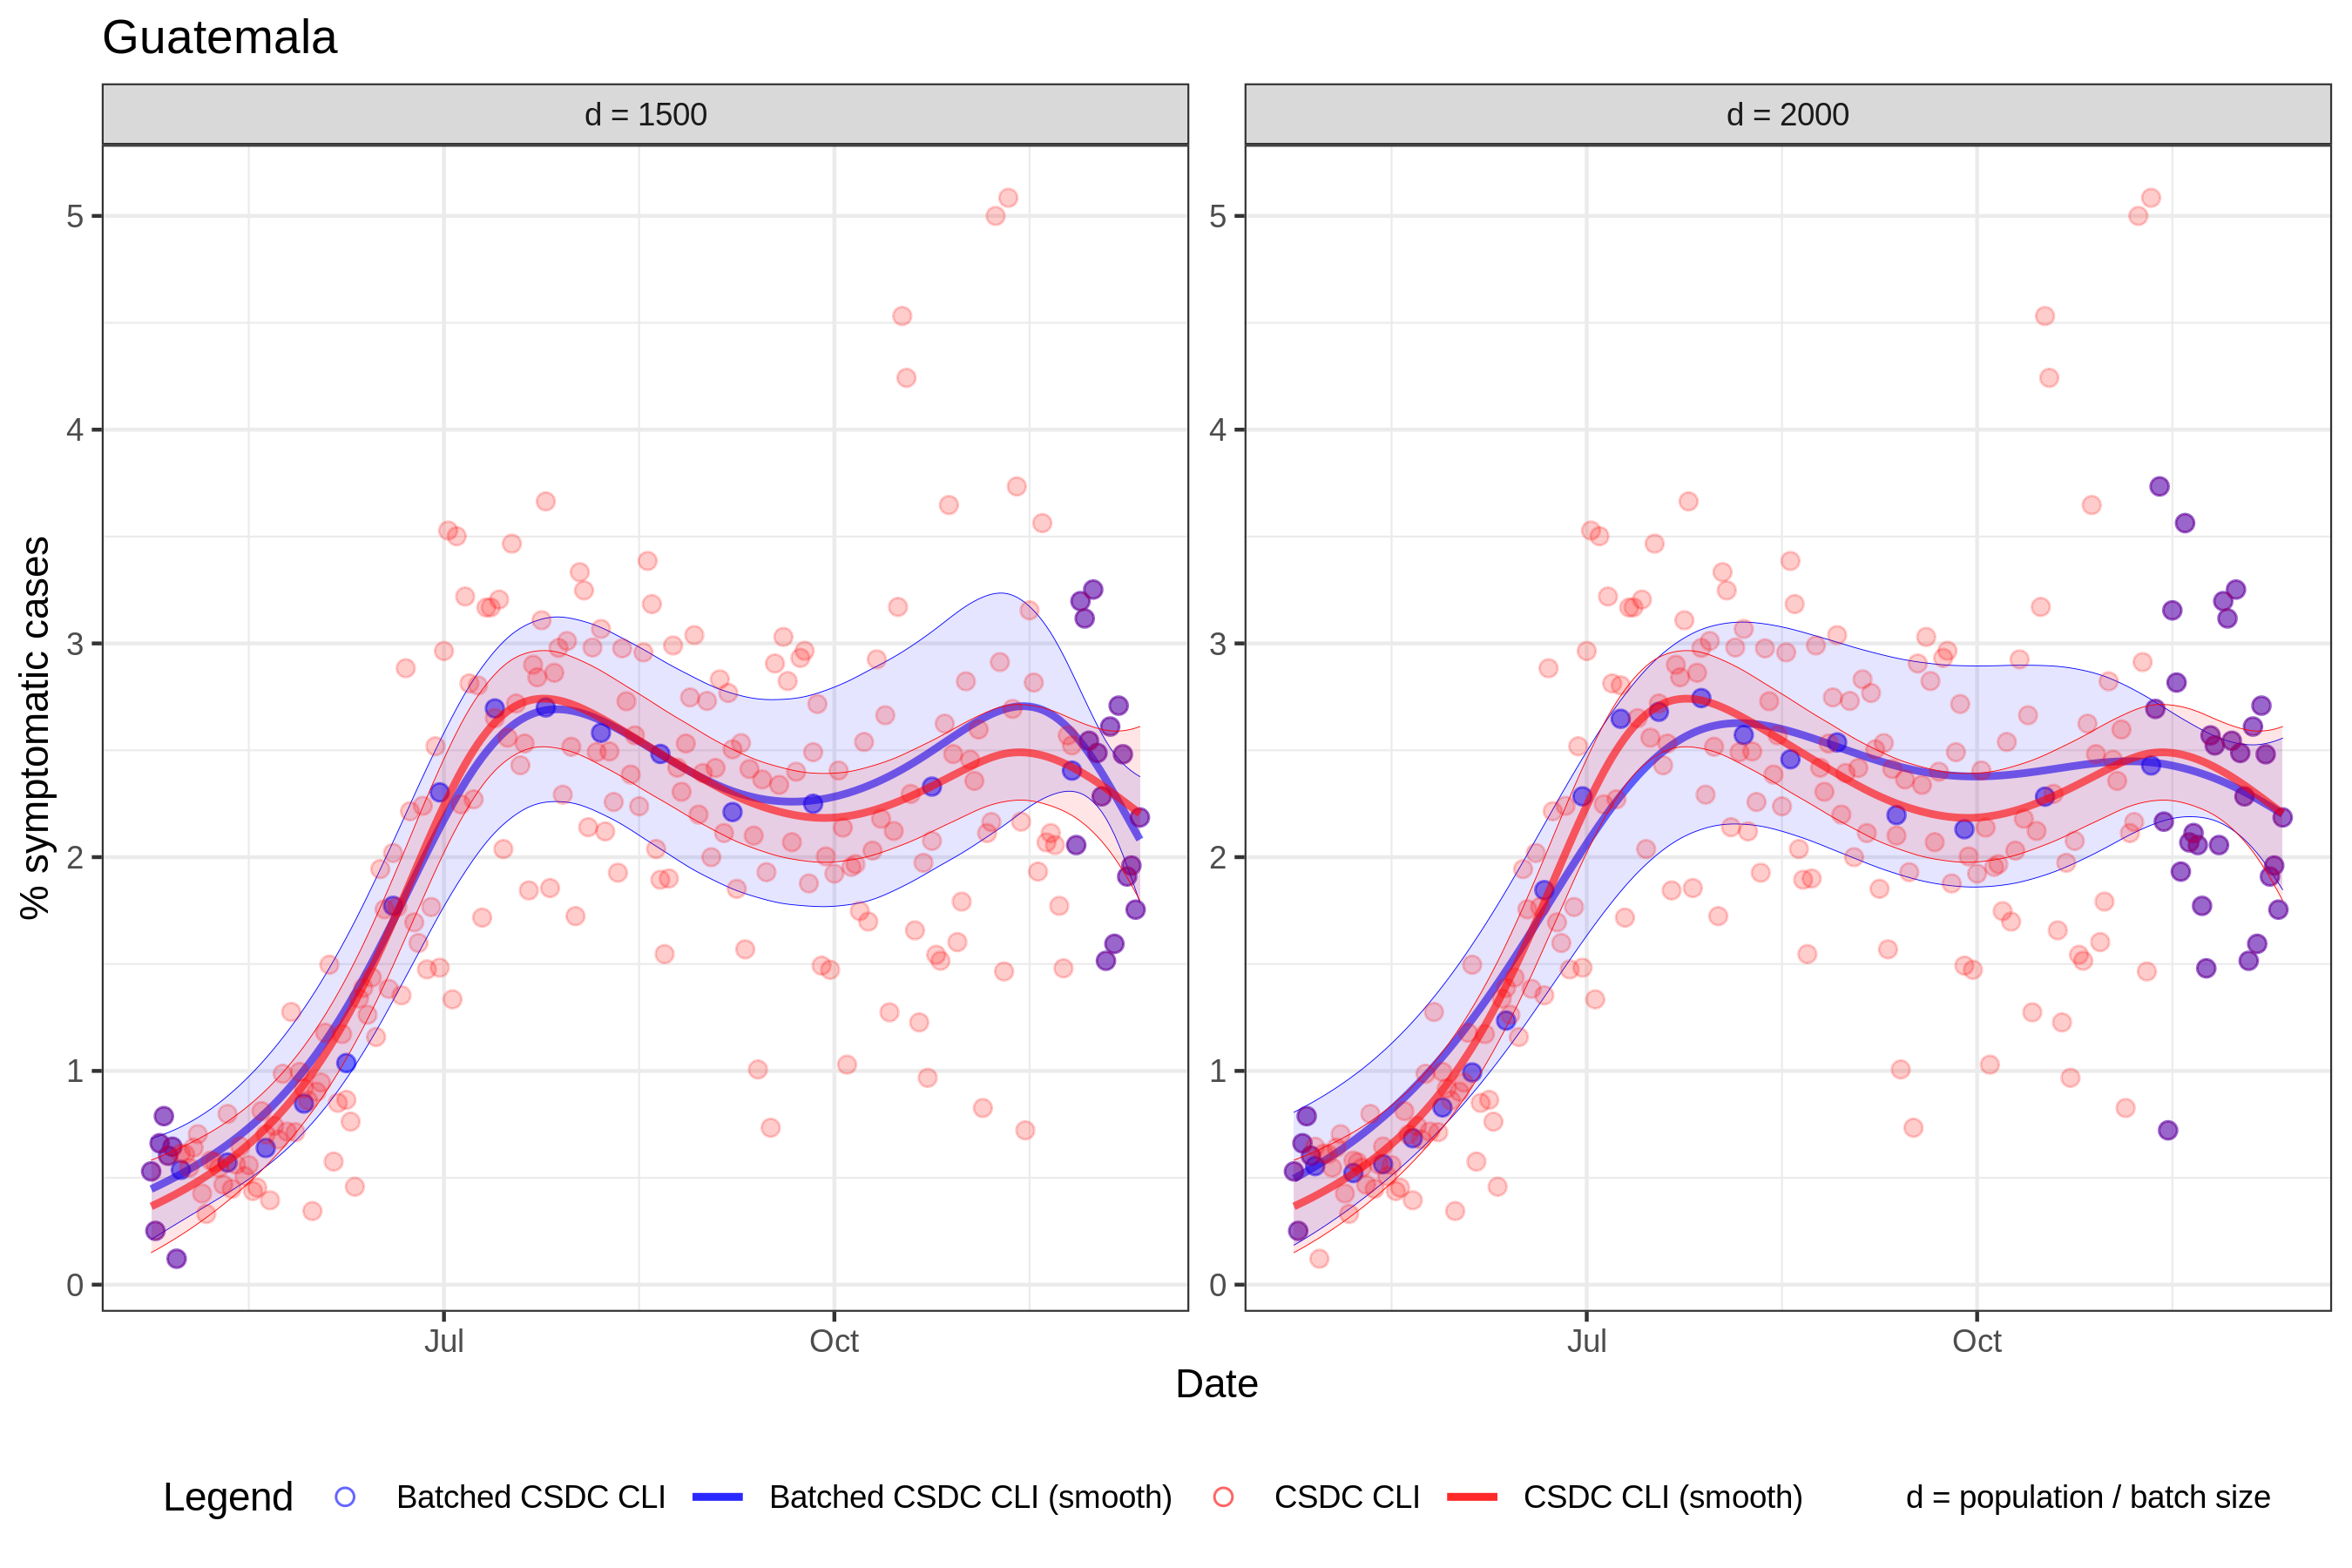 Guatemala
d = 1500
d = 2000
% symptomatic cases
5
4
3
2
1
0
5
4
3
2
1
0
Jul
Oct
Jul
Oct
Date
Legend
Batched CSDC CLI
Batched CSDC CLI (smooth)
CSDC CLI
CSDC CLI (smooth)
d = population / batch size